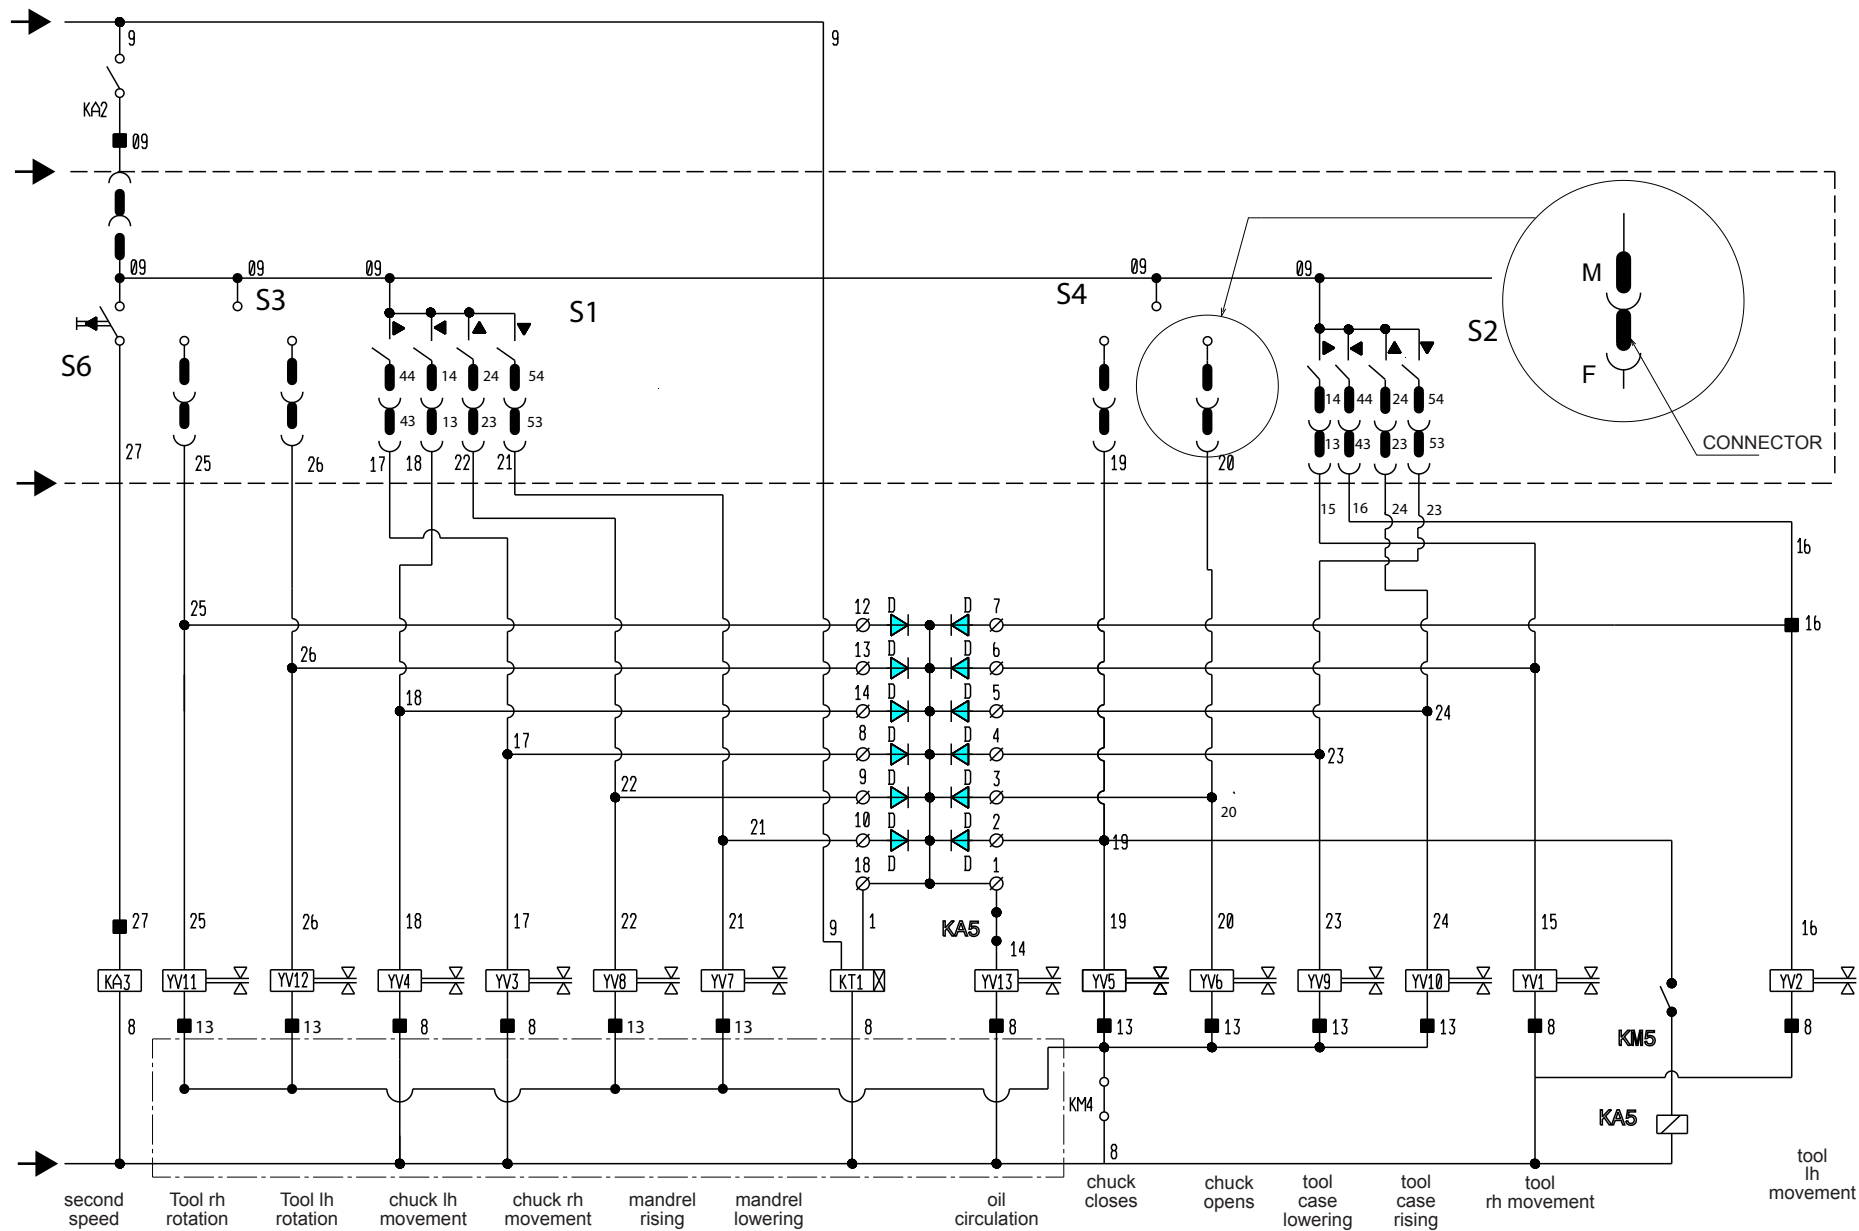 9
9
KA2
09
09
09
09
09
09
S3
S1
S4
S2
S6
M
F
CONNECTOR
44 14 24 54
43 13 23 53
14 44 24 54
13 43 23 53
27
25
26
17 18 22 21
19
20
15 16 24 23
16
25
12 D D 7
16
26
13 D D 6
18
14 D D 5
24
17
8 D D 4
23
22
9 D D 3
20
21
10 D D 2
19
18 D D 1
27 25 26 18 17 22 21 9 1 KA5 14 19 20 23 24 15 16
KA3 YV11 YV12 YV4 YV3 YV8 YV7 KT1 YV13 YV5 YV6 YV9 YV10 YV1 YV2
8 13 13 8 8 13 13 8 8 13 13 13 13 8 8
KM5
KM4
KA5
8
second
speed
Tool rh
rotation
Tool lh
rotation
chuck lh
movement
chuck rh
movement
mandrel
rising
mandrel
lowering
oil
circulation
chuck
closes
chuck
opens
tool
case
lowering
tool
case
rising
tool
rh movement
tool
lh
movement